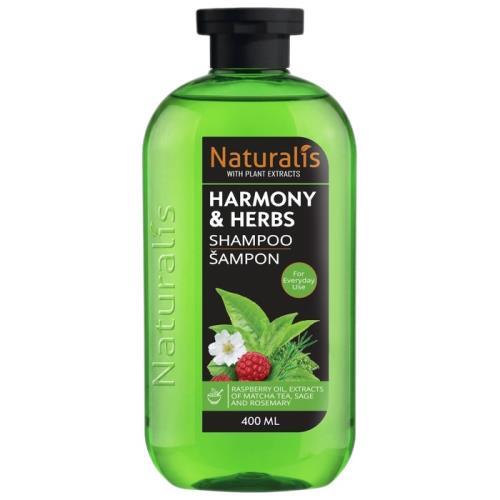 Naturalis
Naturalis
WITH PLANT EXTRACTS
HARMONY
& HERBS
SHAMPOO
ŠAMPON
For
Everyday
Use
RASPBERRY OIL, EXTRACTS
OF MATCHA TEA, SAGE
AND ROSEMARY
400 ML